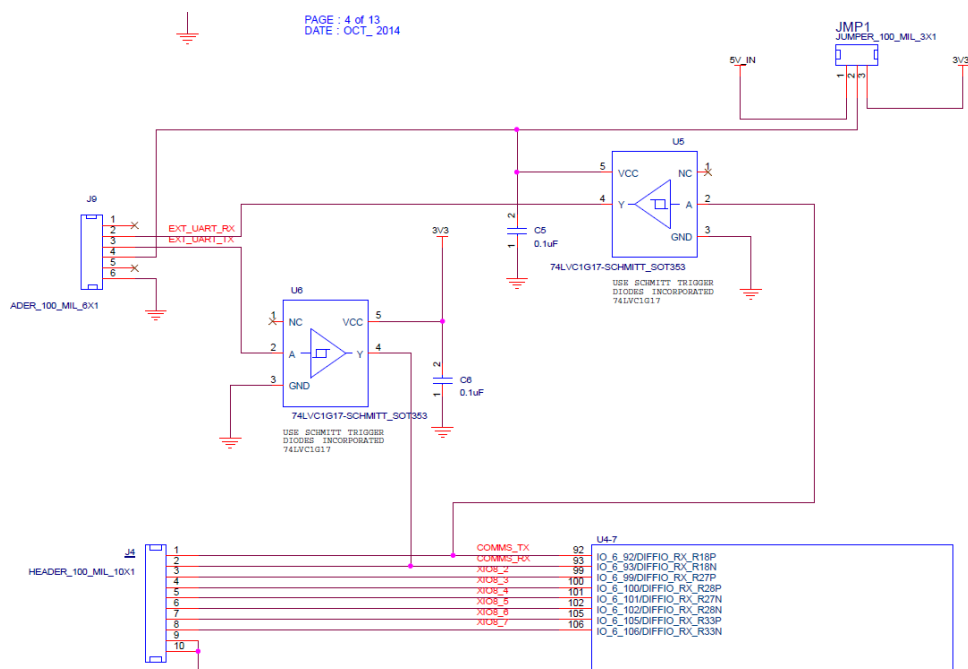 PAGE : 4 of 13
DATE : OCT_ 2014
JMP1
JUMPER_100_MIL_3X1
5V_IN
1
2
3
3V3
U5
5
VCC
NC
1
4
Y
A
2
GND
3
J9
1
2
3
4
5
6
EXT_UART_RX
EXT_UART_TX
2
1
C5
0.1uF
74LVC1G17-SCHMITT_SOT353
USE SCHMITT TRIGGER
DIODES INCORPORATED
74LVC1G17
ADER_100_MIL_6X1
3V3
U6
1
NC
VCC
5
2
A
Y
4
3
GND
2
1
C6
0.1uF
74LVC1G17-SCHMITT_SOT353
USE SCHMITT TRIGGER
DIODES INCORPORATED
74LVC1G17
J4
HEADER_100_MIL_10X1
1
2
3
4
5
6
7
8
9
10
COMMS_TX
COMMS_RX
XIO8_2
XIO8_3
XIO8_4
XIO8_5
XIO8_6
XIO8_7
U4-7
92 IO_6_92/DIFFIO_RX_R18P
93 IO_6_93/DIFFIO_RX_R18N
99 IO_6_99/DIFFIO_RX_R27P
100 IO_6_100/DIFFIO_RX_R28P
101 IO_6_101/DIFFIO_RX_R27N
102 IO_6_102/DIFFIO_RX_R28N
105 IO_6_105/DIFFIO_RX_R33P
106 IO_6_106/DIFFIO_RX_R33N